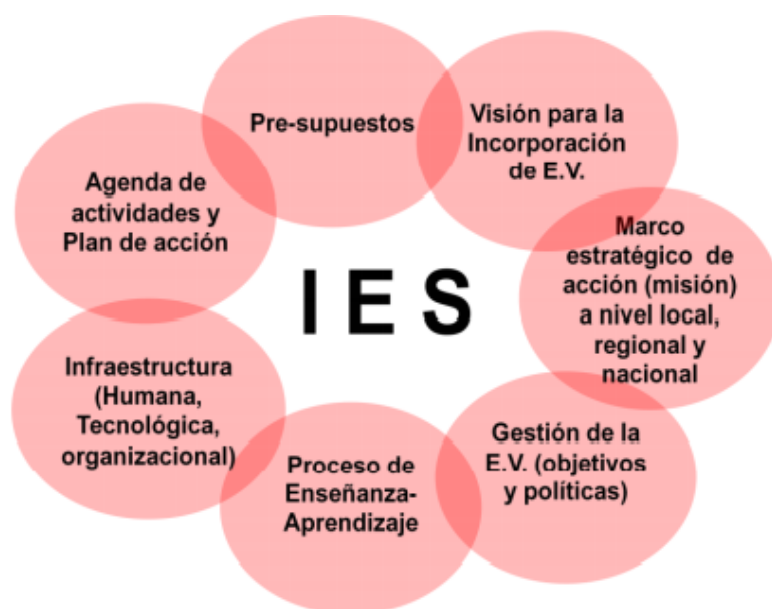 Pre-supuestos
Visión para la
Incorporación
de E.V.
Marco
estratégico de
acción (misión)
a nivel local,
regional y
nacional
Gestión de la
E.V. (objetivos
y políticas)
Proceso de
Enseñanza-
Aprendizaje
Infraestructura
(Humana,
Tecnológica,
organizacional)
Agenda de
actividades y
Plan de acción
I E S